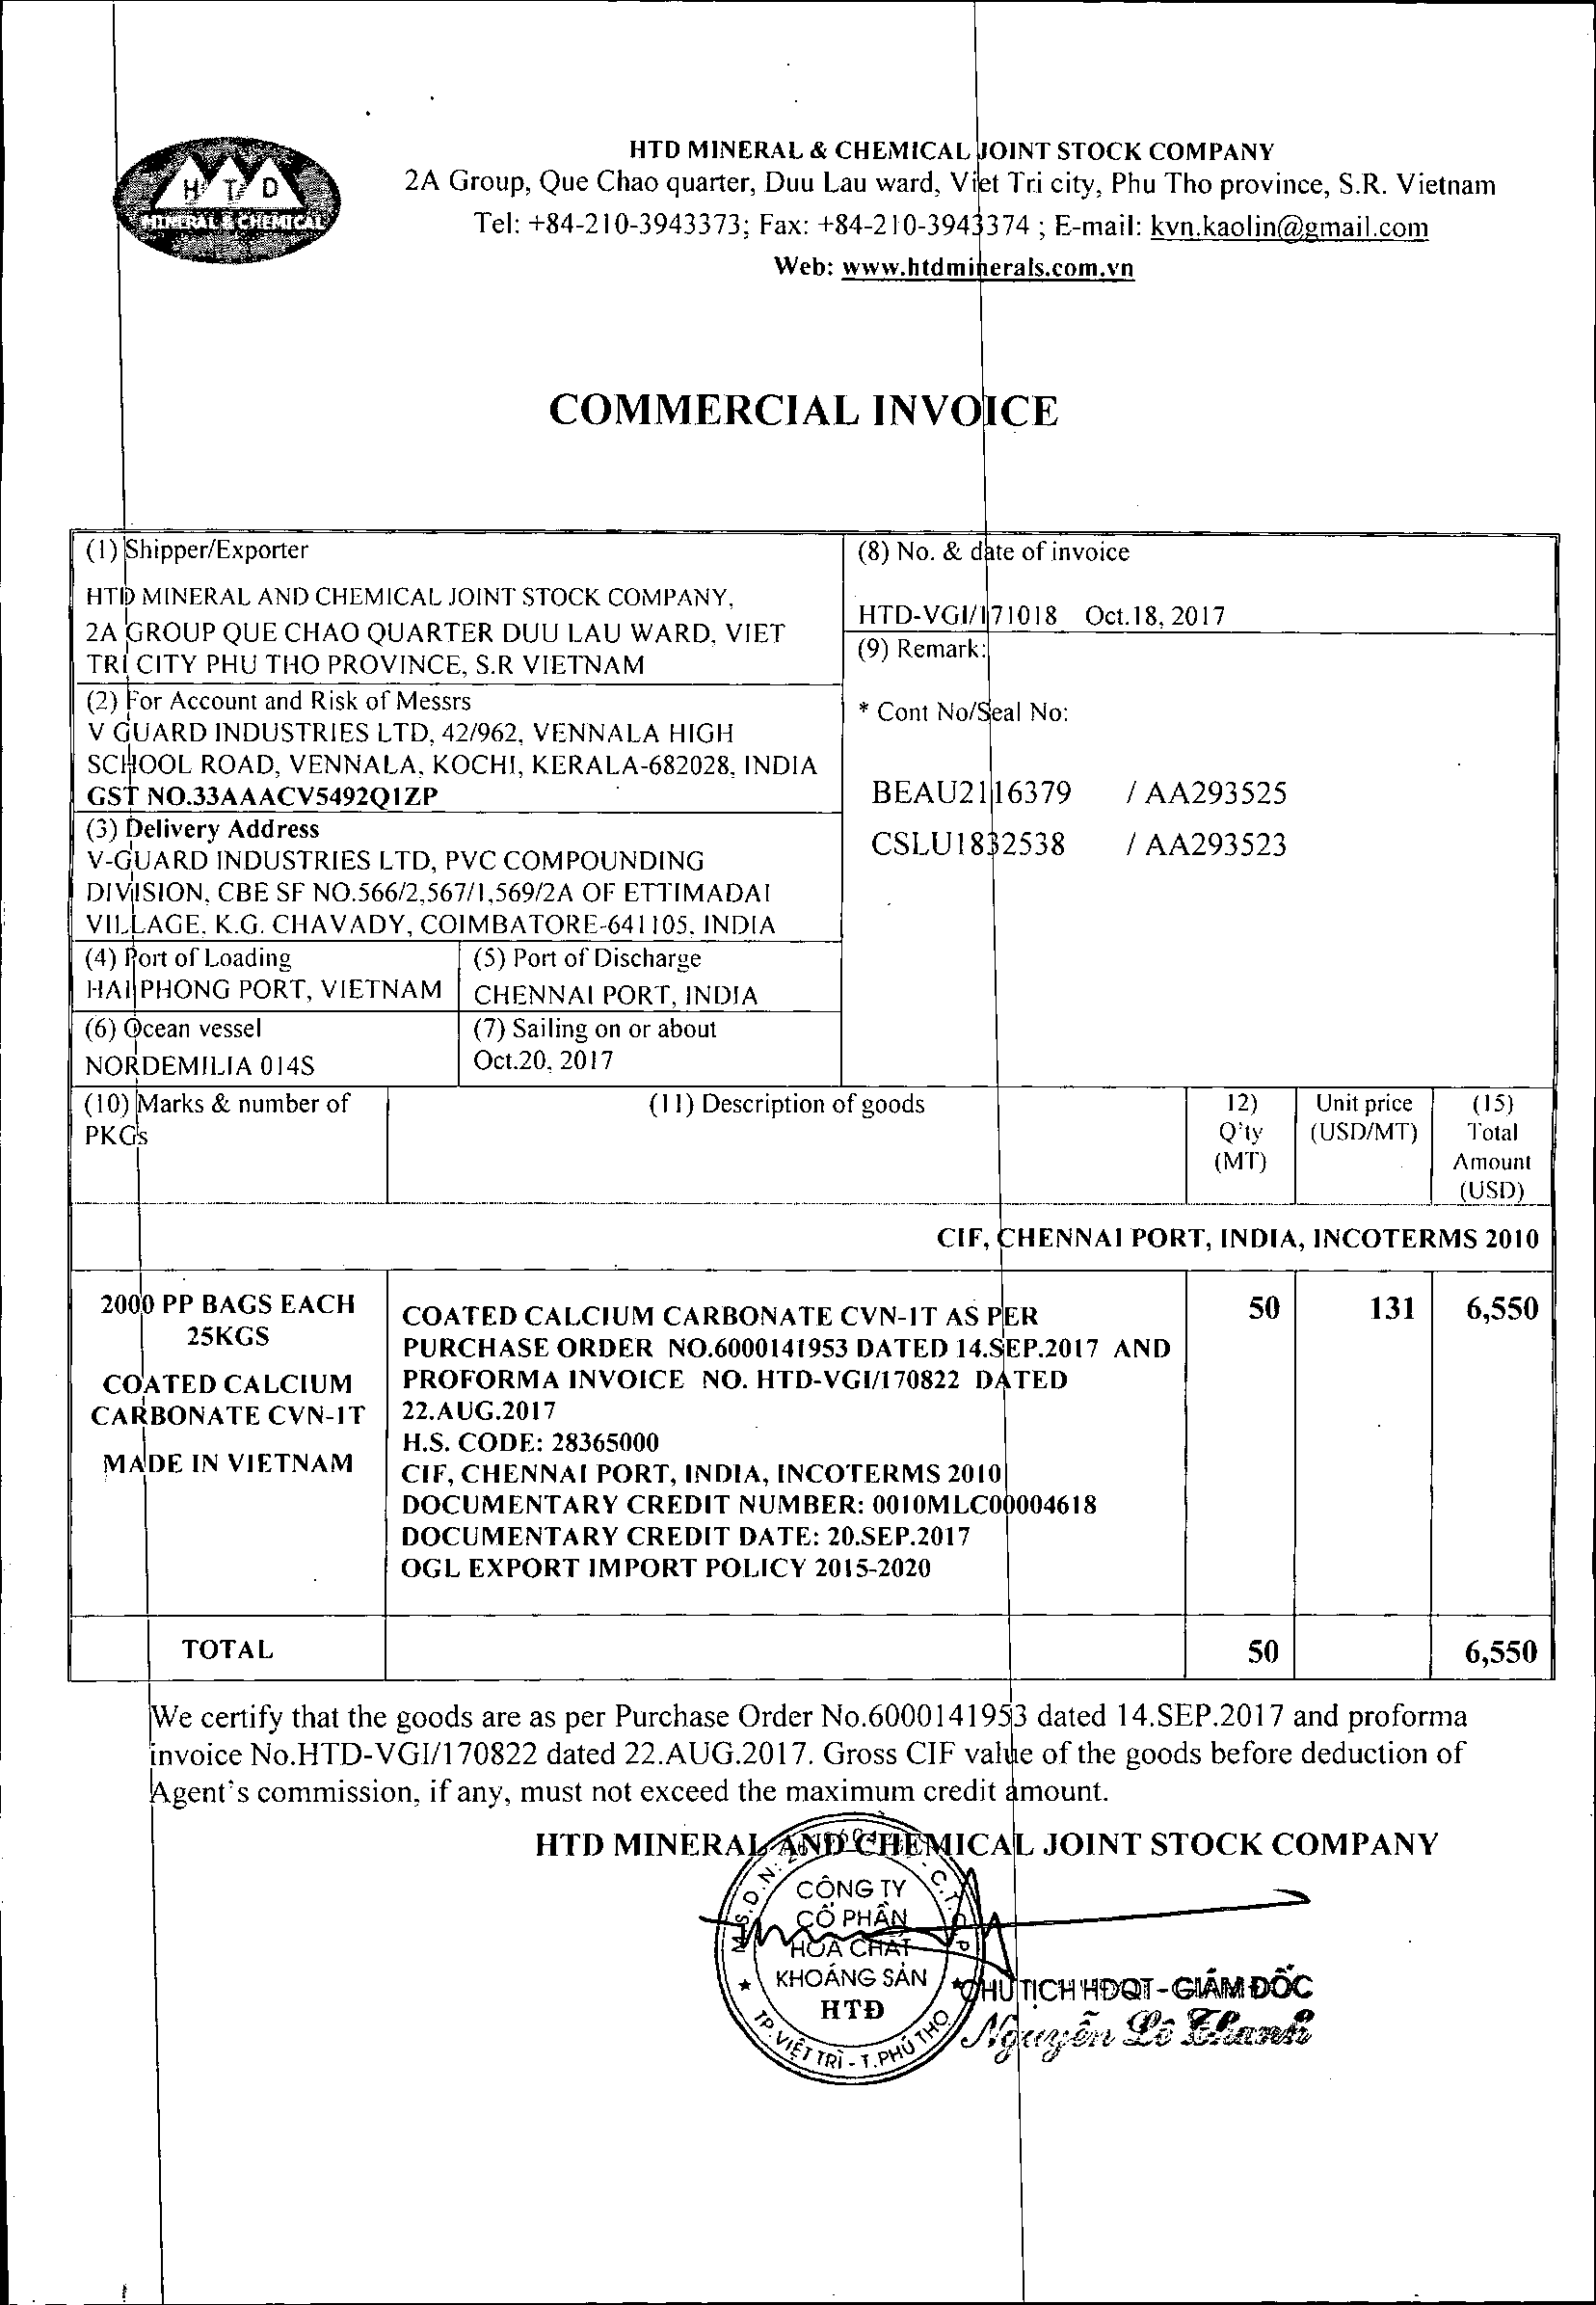 H T D
MINERAL & CHEMICAL
HTD MINERAL & CHEMICAL JOINT STOCK COMPANY
2A Group, Que Chao quarter, Duu Lau ward, Viet Tri city, Phu Tho province, S.R. Vietnam
Tel: +84-210-3943373; Fax: +84-210-3943374 ; E-mail: kvn.kaolin@gmail.com
Web: www.htdminerals.com.vn
COMMERCIAL INVOICE
(1) Shipper/Exporter
HTD MINERAL AND CHEMICAL JOINT STOCK COMPANY,
2A GROUP QUE CHAO QUARTER DUU LAU WARD, VIET
TRI CITY PHU THO PROVINCE, S.R VIETNAM
(8) No. & date of invoice
HTD-VGI/171018 Oct.18, 2017
(9) Remark:
* Cont No/Seal No:
BEAU2116379 / AA293525
CSLU1832538 / AA293523
(2) For Account and Risk of Messrs
V GUARD INDUSTRIES LTD, 42/962, VENNALA HIGH
SCHOOL ROAD, VENNALA, KOCHI, KERALA-682028, INDIA
GST NO.33AAACV5492Q1ZP
(3) Delivery Address
V-GUARD INDUSTRIES LTD, PVC COMPOUNDING
DIVISION, CBE SF NO.566/2,567/1,569/2A OF ETTIMADAI
VILLAGE, K.G. CHAVADY, COIMBATORE-641105, INDIA
(4) Port of Loading
HAI PHONG PORT, VIETNAM
(5) Port of Discharge
CHENNAI PORT, INDIA
(6) Ocean vessel
NORDEMILIA 014S
(7) Sailing on or about
Oct.20, 2017
(10) Marks & number of
PKGs
(11) Description of goods
12)
Q'ty
(MT)
Unit price
(USD/MT)
(15)
Total
Amount
(USD)
CIF, CHENNAI PORT, INDIA, INCOTERMS 2010
2000 PP BAGS EACH
25KGS
COATED CALCIUM
CARBONATE CVN-1T
MADE IN VIETNAM
COATED CALCIUM CARBONATE CVN-1T AS PER
PURCHASE ORDER NO.6000141953 DATED 14.SEP.2017 AND
PROFORMA INVOICE NO. HTD-VGI/170822 DATED
22.AUG.2017
H.S. CODE: 28365000
CIF, CHENNAI PORT, INDIA, INCOTERMS 2010
DOCUMENTARY CREDIT NUMBER: 0010MLC00004618
DOCUMENTARY CREDIT DATE: 20.SEP.2017
OGL EXPORT IMPORT POLICY 2015-2020
50 131 6,550
TOTAL 50 6,550
We certify that the goods are as per Purchase Order No.6000141953 dated 14.SEP.2017 and proforma
invoice No.HTD-VGI/170822 dated 22.AUG.2017. Gross CIF value of the goods before deduction of
Agent's commission, if any, must not exceed the maximum credit amount.
HTD MINERAL AND CHEMICAL JOINT STOCK COMPANY
CÔNG TY
CỔ PHẦN
HÓA CHẤT
KHOÁNG SẢN
HTĐ
TP. VIỆT TRÌ - T. PHÚ THỌ
CHỦ TỊCH HĐQT - GIÁM ĐỐC
Nguyễn Lê Thanh